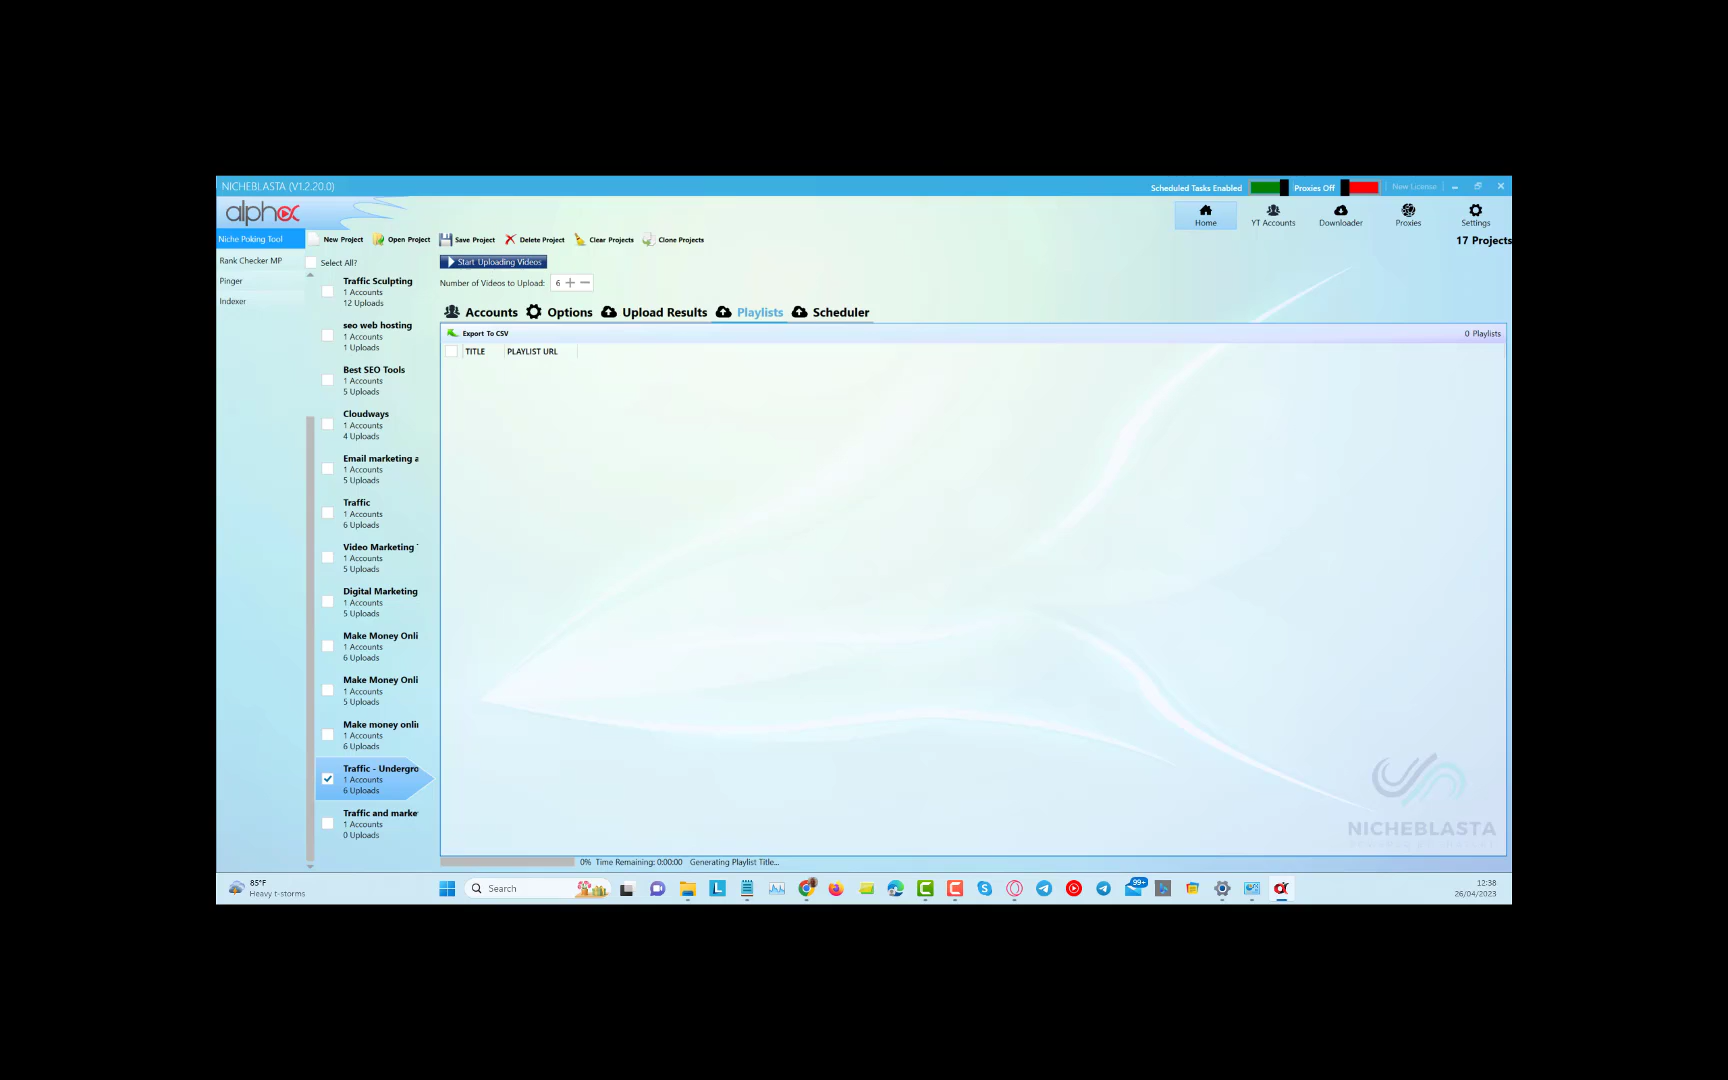 NICHEBLASTA (V1.2.20.0)
Scheduled Tasks Enabled
Proxies Off
New License
alpha
Home
YT Accounts
Downloader
Proxies
Settings
Niche Poking Tool
New Project
Open Project
Save Project
Delete Project
Clear Projects
Clone Projects
17 Projects
Rank Checker MP
Pinger
Indexer
Select All?
Start Uploading Videos
Number of Videos to Upload: 6
Accounts
Options
Upload Results
Playlists
Scheduler
Export To CSV
0 Playlists
TITLE
PLAYLIST URL
Traffic Sculpting
1 Accounts
12 Uploads
seo web hosting
1 Accounts
1 Uploads
Best SEO Tools
1 Accounts
5 Uploads
Cloudways
1 Accounts
4 Uploads
Email marketing a
1 Accounts
5 Uploads
Traffic
1 Accounts
6 Uploads
Video Marketing
1 Accounts
5 Uploads
Digital Marketing
1 Accounts
5 Uploads
Make Money Onli
1 Accounts
6 Uploads
Make Money Onli
1 Accounts
5 Uploads
Make money onli
1 Accounts
6 Uploads
Traffic - Undergro
1 Accounts
6 Uploads
Traffic and marke
1 Accounts
0 Uploads
NICHEBLASTA
0% Time Remaining: 0:00:00 Generating Playlist Title...
85°F
Heavy t-storms
Search
99+
12:38
26/04/2023